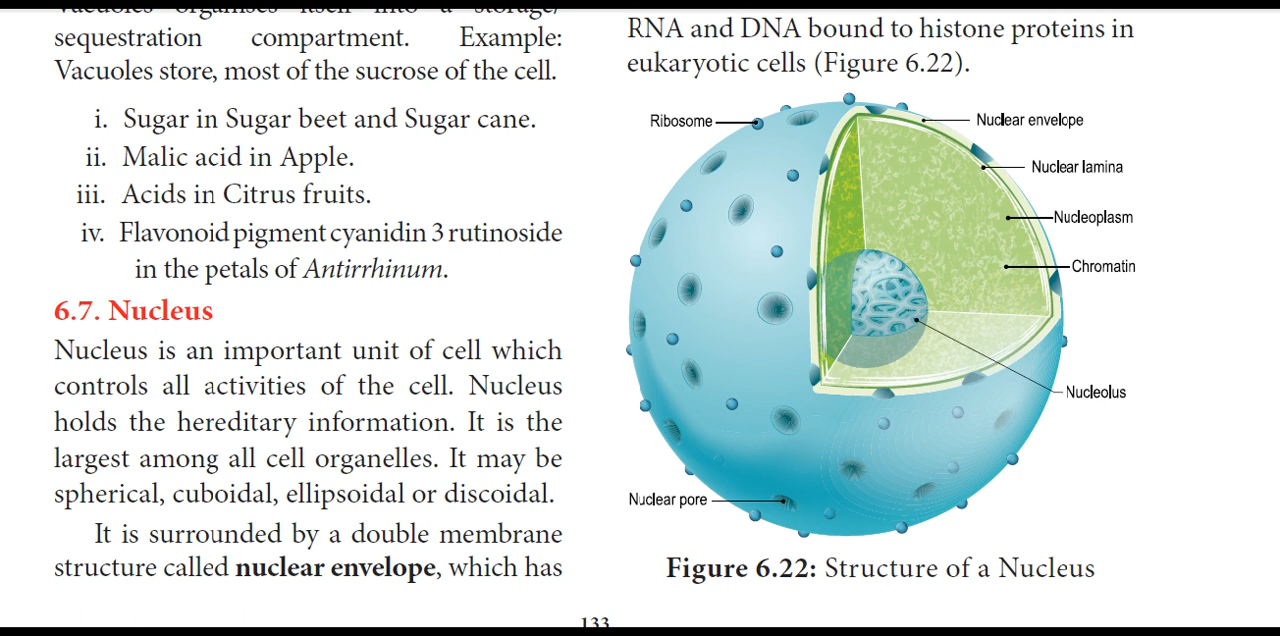 vacuoles organises itself into a storage/
sequestration compartment. Example:
Vacuoles store, most of the sucrose of the cell.
i. Sugar in Sugar beet and Sugar cane.
ii. Malic acid in Apple.
iii. Acids in Citrus fruits.
iv. Flavonoid pigment cyanidin 3 rutinoside
in the petals of Antirrhinum.
6.7. Nucleus
Nucleus is an important unit of cell which
controls all activities of the cell. Nucleus
holds the hereditary information. It is the
largest among all cell organelles. It may be
spherical, cuboidal, ellipsoidal or discoidal.
It is surrounded by a double membrane
structure called nuclear envelope, which has
RNA and DNA bound to histone proteins in
eukaryotic cells (Figure 6.22).
Ribosome
Nuclear envelope
Nuclear lamina
Nucleoplasm
Chromatin
Nucleolus
Nuclear pore
Figure 6.22: Structure of a Nucleus
133